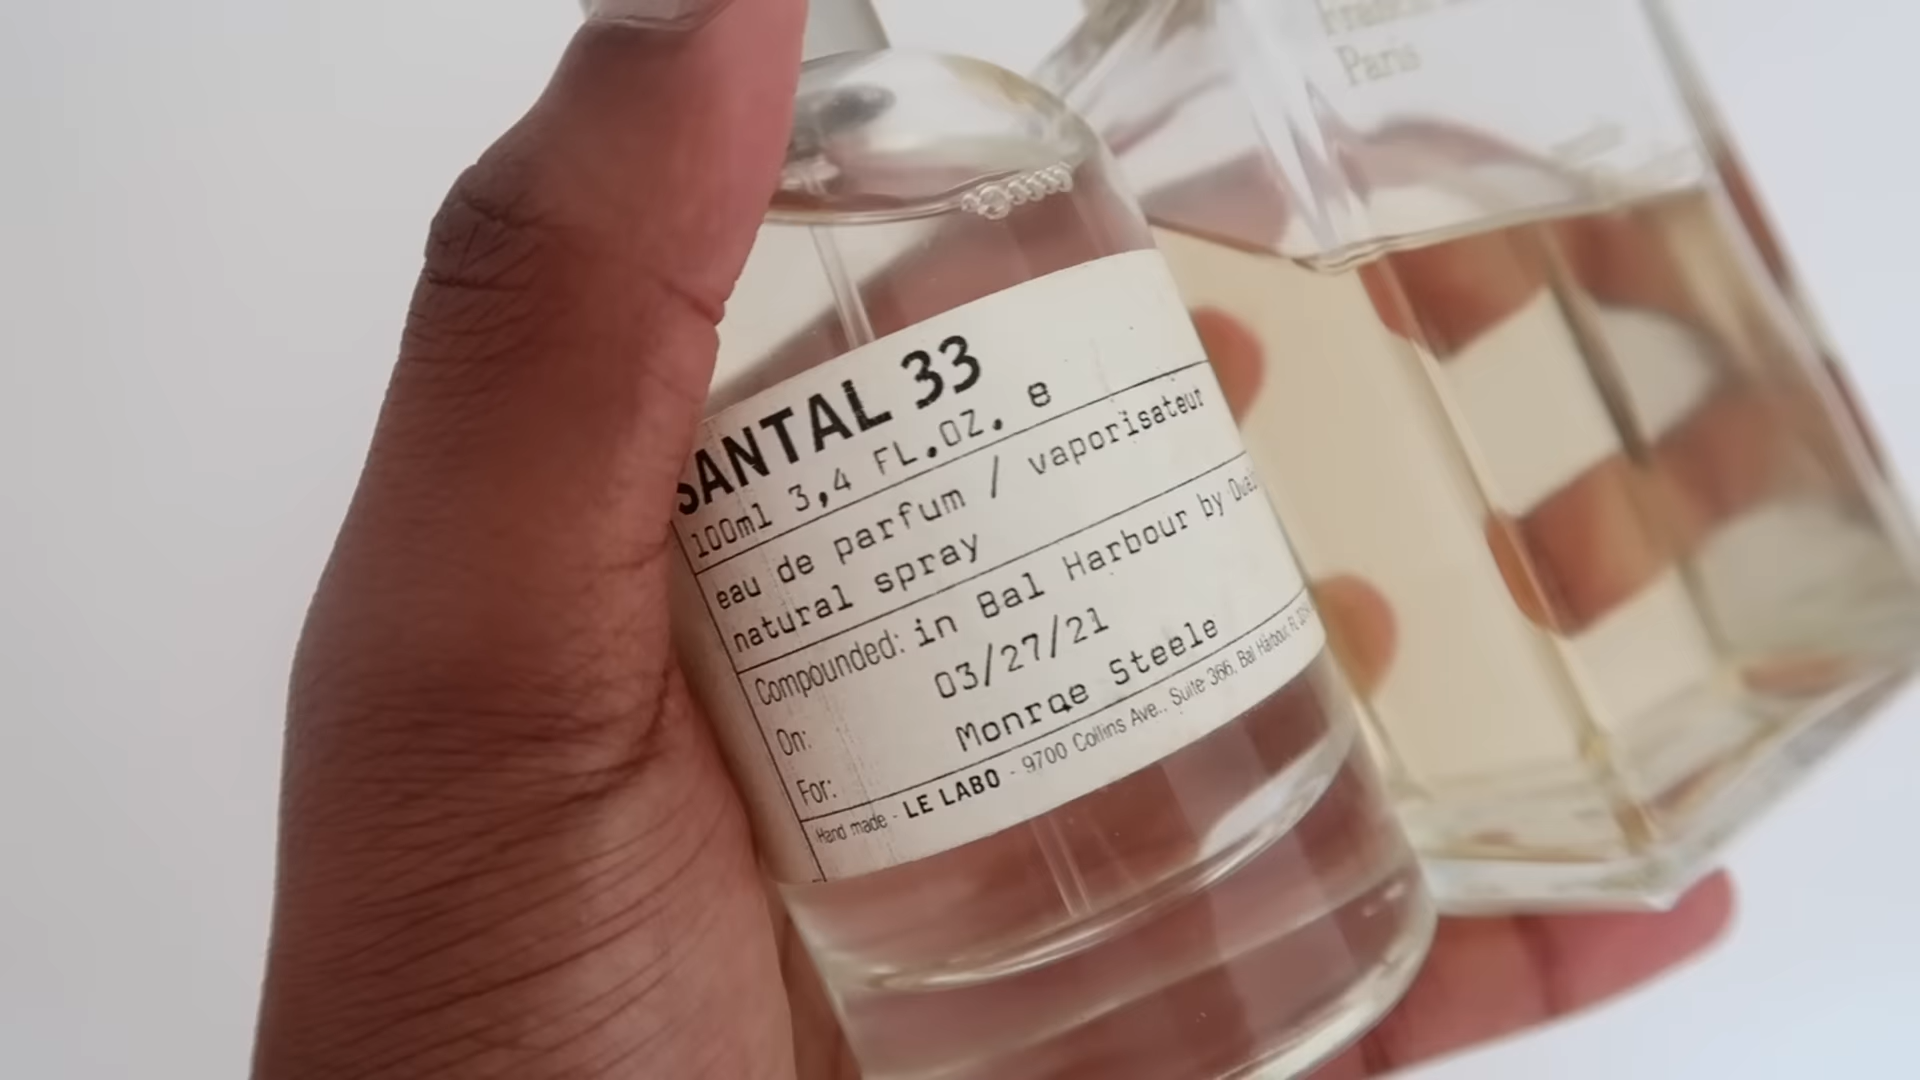 Paris
SANTAL 33
100ml 3,4 FL.OZ. e
eau de parfum / vaporisateur
natural spray
Compounded: in Bal Harbour by
On: 03/27/21
For: Monroe Steele
Hand made - LE LABO - 9700 Collins Ave., Suite 366, Bal Harbour, FL